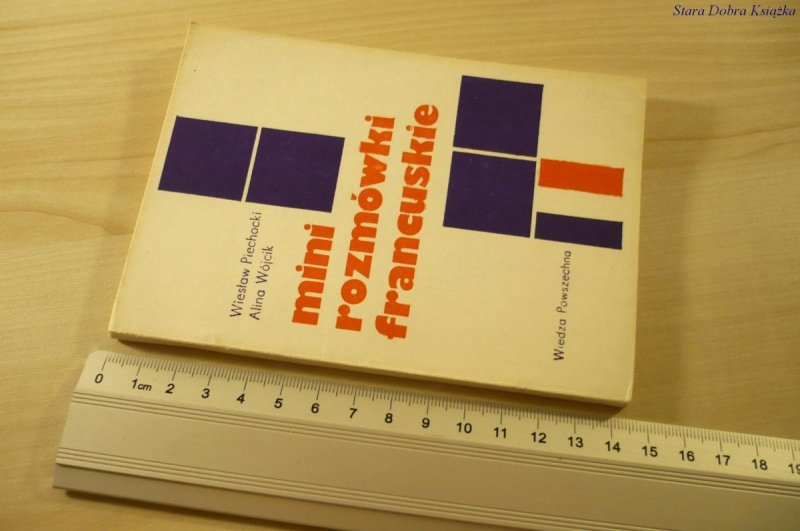 Stara Dobra Książka
Wiesław Piechocki
Alina Wójcik
mini
rozmówki
francuskie
Wiedza Powszechna
0 1cm 2 3 4 5 6 7 8 9 10 11 12 13 14 15 16 17 18 19